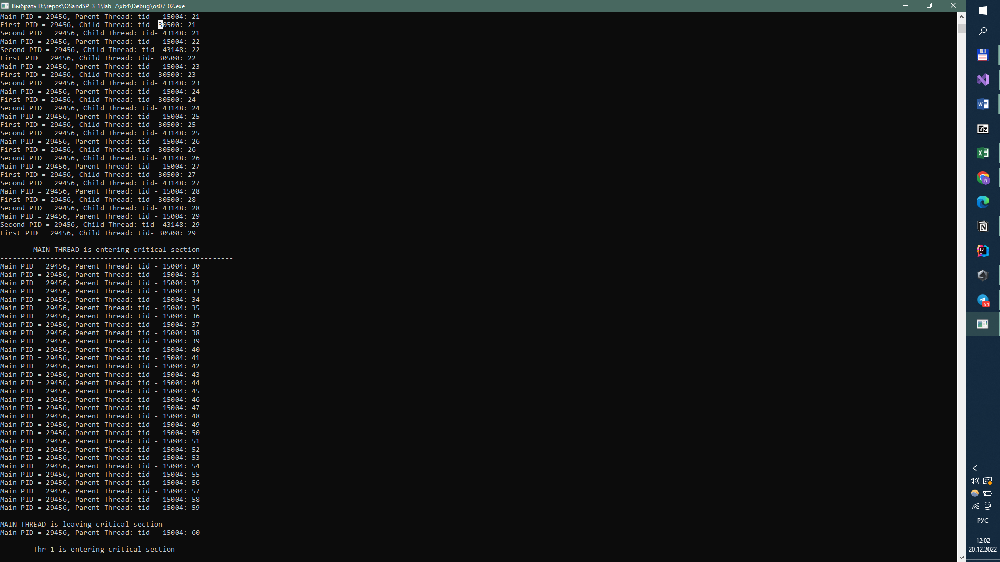 Выбрать D:\repos\OSandSP_3_1\lab_7\x64\Debug\os07_02.exe
Main PID = 29456, Parent Thread: tid - 15004: 21
First PID = 29456, Child Thread: tid- 30500: 21
Second PID = 29456, Child Thread: tid- 43148: 21
Main PID = 29456, Parent Thread: tid - 15004: 22
Second PID = 29456, Child Thread: tid- 43148: 22
First PID = 29456, Child Thread: tid- 30500: 22
Main PID = 29456, Parent Thread: tid - 15004: 23
First PID = 29456, Child Thread: tid- 30500: 23
Second PID = 29456, Child Thread: tid- 43148: 23
Main PID = 29456, Parent Thread: tid - 15004: 24
First PID = 29456, Child Thread: tid- 30500: 24
Second PID = 29456, Child Thread: tid- 43148: 24
Main PID = 29456, Parent Thread: tid - 15004: 25
First PID = 29456, Child Thread: tid- 30500: 25
Second PID = 29456, Child Thread: tid- 43148: 25
Main PID = 29456, Parent Thread: tid - 15004: 26
First PID = 29456, Child Thread: tid- 30500: 26
Second PID = 29456, Child Thread: tid- 43148: 26
Main PID = 29456, Parent Thread: tid - 15004: 27
First PID = 29456, Child Thread: tid- 30500: 27
Second PID = 29456, Child Thread: tid- 43148: 27
Main PID = 29456, Parent Thread: tid - 15004: 28
First PID = 29456, Child Thread: tid- 30500: 28
Second PID = 29456, Child Thread: tid- 43148: 28
Main PID = 29456, Parent Thread: tid - 15004: 29
Second PID = 29456, Child Thread: tid- 43148: 29
First PID = 29456, Child Thread: tid- 30500: 29
MAIN THREAD is entering critical section
--------------------------------------------------------
Main PID = 29456, Parent Thread: tid - 15004: 30
Main PID = 29456, Parent Thread: tid - 15004: 31
Main PID = 29456, Parent Thread: tid - 15004: 32
Main PID = 29456, Parent Thread: tid - 15004: 33
Main PID = 29456, Parent Thread: tid - 15004: 34
Main PID = 29456, Parent Thread: tid - 15004: 35
Main PID = 29456, Parent Thread: tid - 15004: 36
Main PID = 29456, Parent Thread: tid - 15004: 37
Main PID = 29456, Parent Thread: tid - 15004: 38
Main PID = 29456, Parent Thread: tid - 15004: 39
Main PID = 29456, Parent Thread: tid - 15004: 40
Main PID = 29456, Parent Thread: tid - 15004: 41
Main PID = 29456, Parent Thread: tid - 15004: 42
Main PID = 29456, Parent Thread: tid - 15004: 43
Main PID = 29456, Parent Thread: tid - 15004: 44
Main PID = 29456, Parent Thread: tid - 15004: 45
Main PID = 29456, Parent Thread: tid - 15004: 46
Main PID = 29456, Parent Thread: tid - 15004: 47
Main PID = 29456, Parent Thread: tid - 15004: 48
Main PID = 29456, Parent Thread: tid - 15004: 49
Main PID = 29456, Parent Thread: tid - 15004: 50
Main PID = 29456, Parent Thread: tid - 15004: 51
Main PID = 29456, Parent Thread: tid - 15004: 52
Main PID = 29456, Parent Thread: tid - 15004: 53
Main PID = 29456, Parent Thread: tid - 15004: 54
Main PID = 29456, Parent Thread: tid - 15004: 55
Main PID = 29456, Parent Thread: tid - 15004: 56
Main PID = 29456, Parent Thread: tid - 15004: 57
Main PID = 29456, Parent Thread: tid - 15004: 58
Main PID = 29456, Parent Thread: tid - 15004: 59
MAIN THREAD is leaving critical section
Main PID = 29456, Parent Thread: tid - 15004: 60
Thr_1 is entering critical section
--------------------------------------------------------
W
7z
X
R
N
IJ
91
РУС
12:02
20.12.2022